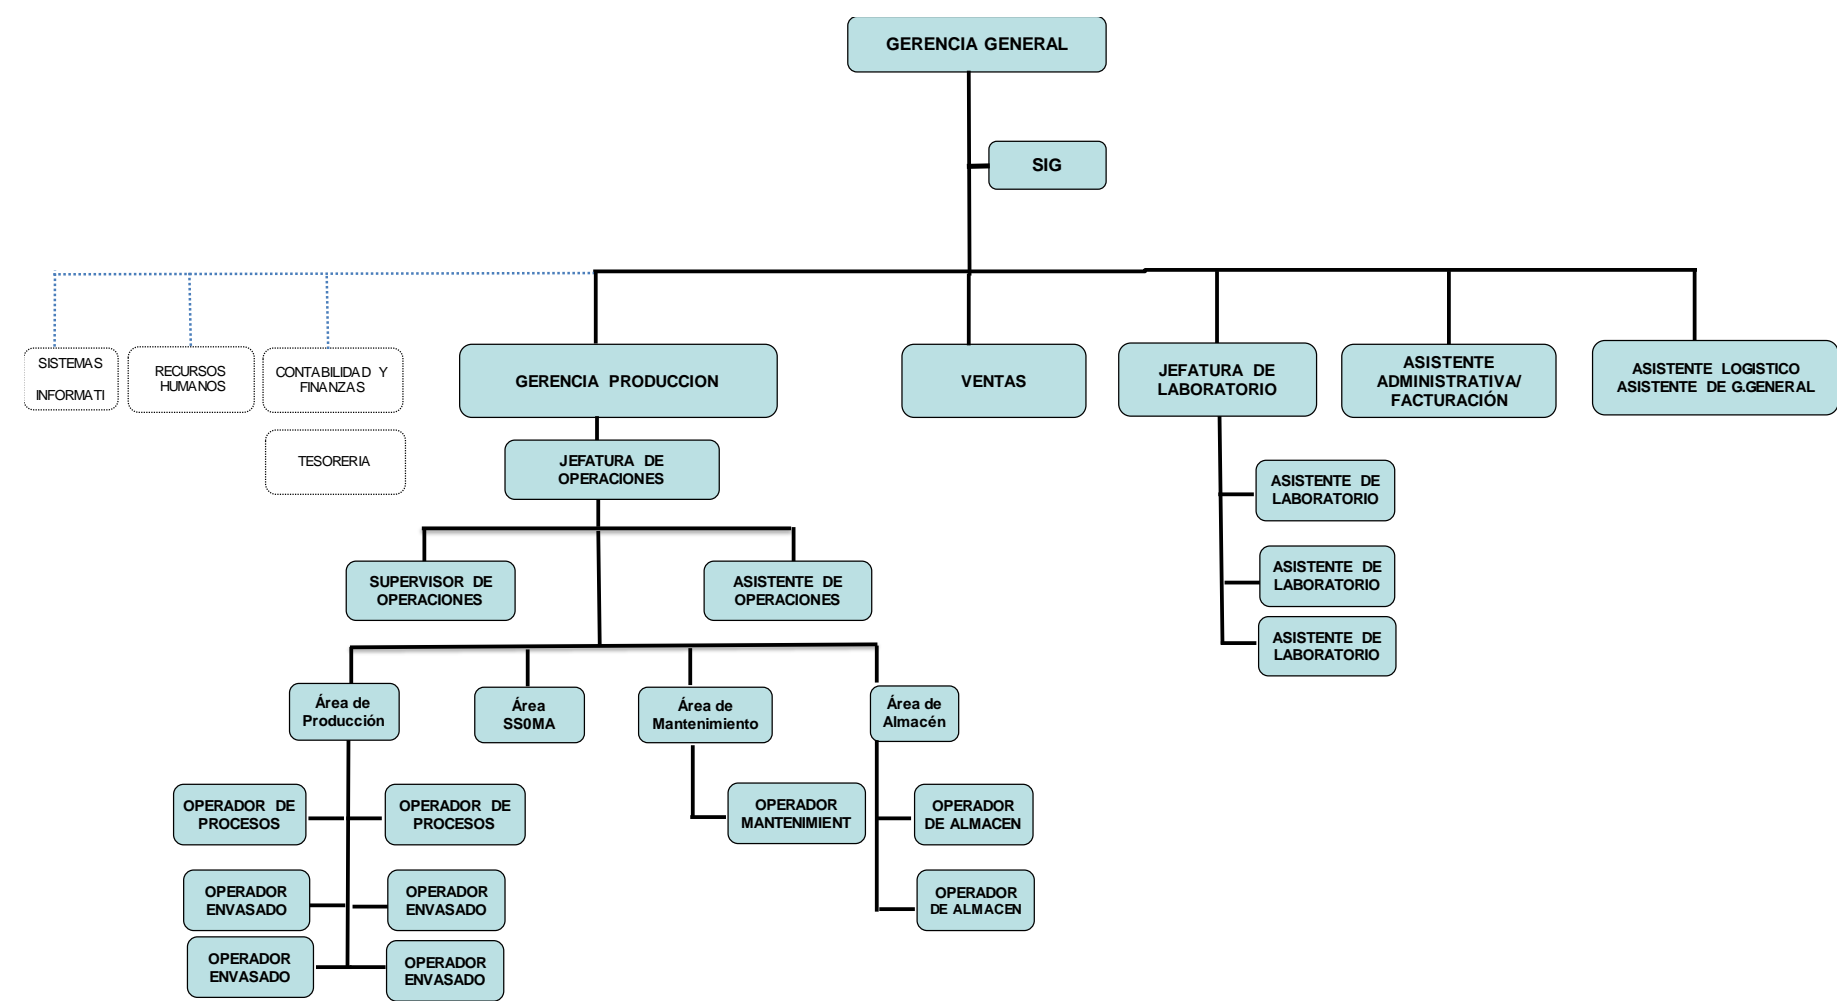 GERENCIA GENERAL
SIG
SISTEMAS
INFORMATI
RECURSOS
HUMANOS
CONTABILIDAD Y
FINANZAS
TESORERIA
GERENCIA PRODUCCION
VENTAS
JEFATURA DE
LABORATORIO
ASISTENTE
ADMINISTRATIVA/
FACTURACIÓN
ASISTENTE LOGISTICO
ASISTENTE DE G.GENERAL
JEFATURA DE
OPERACIONES
ASISTENTE DE
LABORATORIO
ASISTENTE DE
LABORATORIO
ASISTENTE DE
LABORATORIO
SUPERVISOR DE
OPERACIONES
ASISTENTE DE
OPERACIONES
Área de
Producción
Área
SS0MA
Área de
Mantenimiento
Área de
Almacén
OPERADOR DE
PROCESOS
OPERADOR DE
PROCESOS
OPERADOR
MANTENIMIENT
OPERADOR
DE ALMACEN
OPERADOR
ENVASADO
OPERADOR
ENVASADO
OPERADOR
DE ALMACEN
OPERADOR
ENVASADO
OPERADOR
ENVASADO